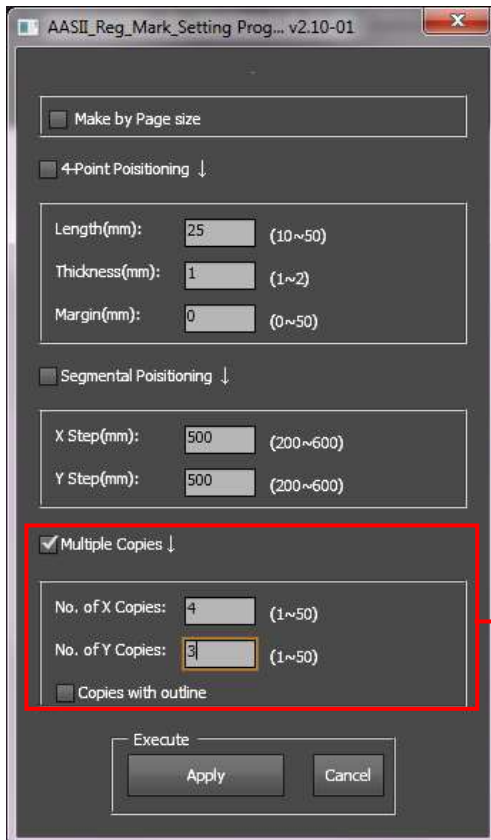 AASII_Reg_Mark_Setting Prog... v2.10-01
Make by Page size
4-Point Poisitioning ↓
Length(mm): 25 (10~50)
Thickness(mm): 1 (1~2)
Margin(mm): 0 (0~50)
Segmental Poisitioning ↓
X Step(mm): 500 (200~600)
Y Step(mm): 500 (200~600)
Multiple Copies ↓
No. of X Copies: 4 (1~50)
No. of Y Copies: 3 (1~50)
Copies with outline
Execute
Apply Cancel